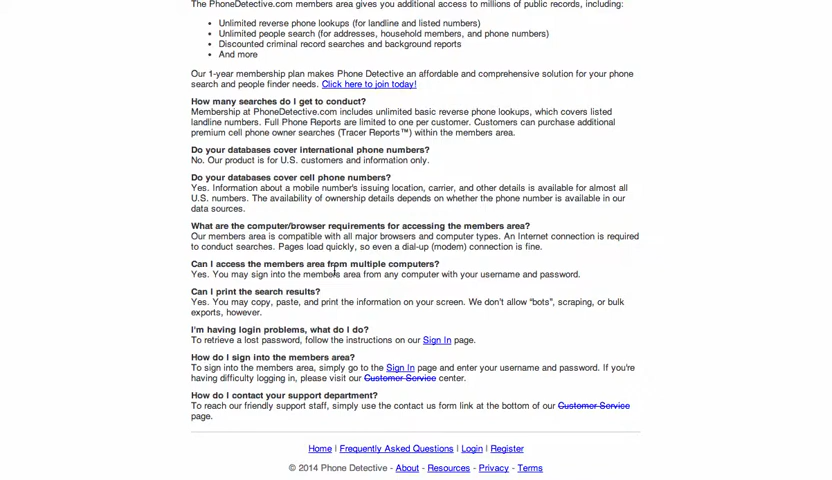 The PhoneDetective.com members area gives you additional access to millions of public records, including:
• Unlimited reverse phone lookups (for landline and listed numbers)
• Unlimited people search (for addresses, household members, and phone numbers)
• Discounted criminal record searches and background reports
• And more
Our 1-year membership plan makes Phone Detective an affordable and comprehensive solution for your phone
search and people finder needs. Click here to join today!
How many searches do I get to conduct?
Membership at PhoneDetective.com includes unlimited basic reverse phone lookups, which covers listed
landline numbers. Full Phone Reports are limited to one per customer. Customers can purchase additional
premium cell phone owner searches (Tracer Reports™) within the members area.
Do your databases cover international phone numbers?
No. Our product is for U.S. customers and information only.
Do your databases cover cell phone numbers?
Yes. Information about a mobile number's issuing location, carrier, and other details is available for almost all
U.S. numbers. The availability of ownership details depends on whether the phone number is available in our
data sources.
What are the computer/browser requirements for accessing the members area?
Our members area is compatible with all major browsers and computer types. An Internet connection is required
to conduct searches. Pages load quickly, so even a dial-up (modem) connection is fine.
Can I access the members area from multiple computers?
Yes. You may sign into the members area from any computer with your username and password.
Can I print the search results?
Yes. You may copy, paste, and print the information on your screen. We don't allow “bots”, scraping, or bulk
exports, however.
I'm having login problems, what do I do?
To retrieve a lost password, follow the instructions on our Sign In page.
How do I sign into the members area?
To sign into the members area, simply go to the Sign In page and enter your username and password. If you're
having difficulty logging in, please visit our Customer Service center.
How do I contact your support department?
To reach our friendly support staff, simply use the contact us form link at the bottom of our Customer Service
page.
Home | Frequently Asked Questions | Login | Register
© 2014 Phone Detective - About - Resources - Privacy - Terms